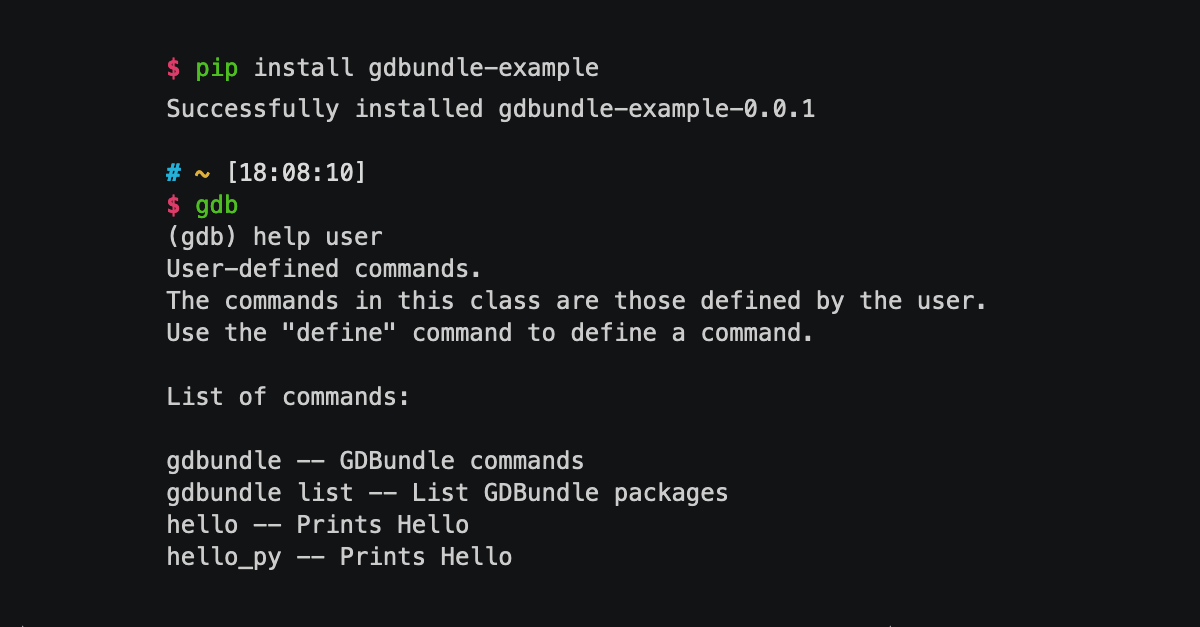 $ pip install gdbundle-example
Successfully installed gdbundle-example-0.0.1
# ~ [18:08:10]
$ gdb
(gdb) help user
User-defined commands.
The commands in this class are those defined by the user.
Use the "define" command to define a command.
List of commands:
gdbundle -- GDBundle commands
gdbundle list -- List GDBundle packages
hello -- Prints Hello
hello_py -- Prints Hello